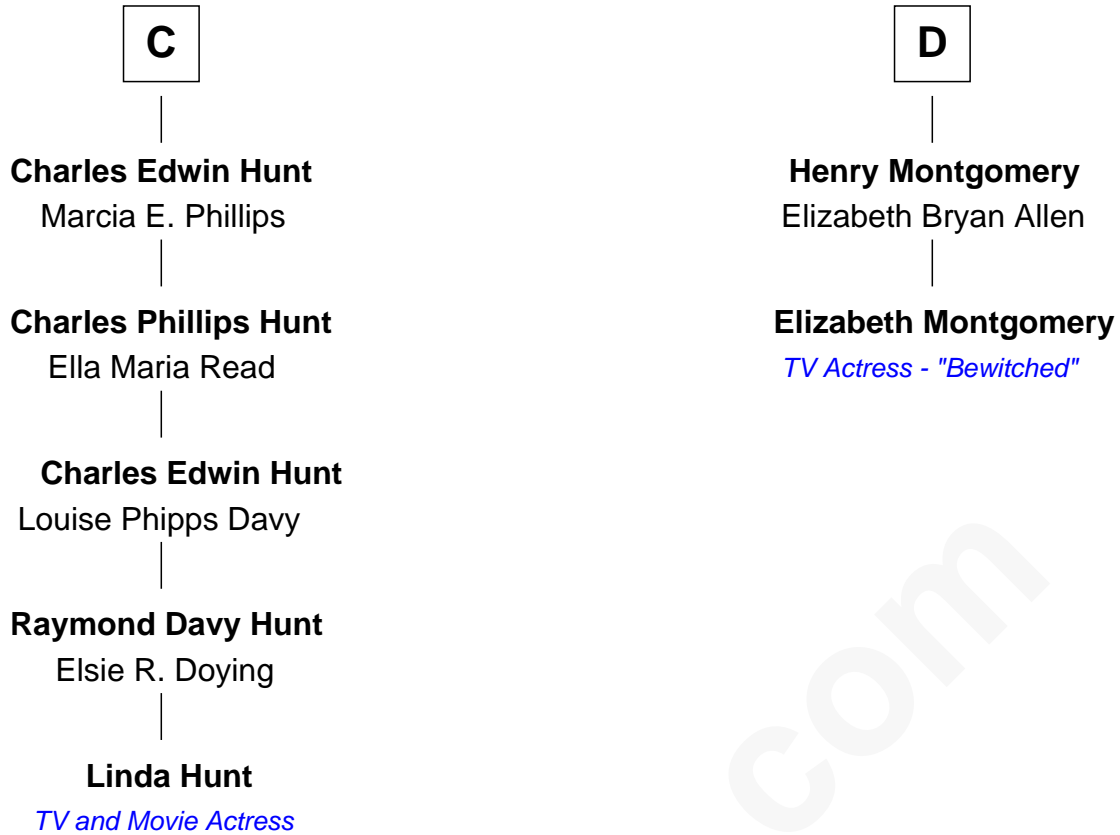 C
Charles Edwin Hunt
Marcia E. Phillips
Charles Phillips Hunt
Ella Maria Read
Charles Edwin Hunt
Louise Phipps Davy
Raymond Davy Hunt
Elsie R. Doying
Linda Hunt
TV and Movie Actress
D
Henry Montgomery
Elizabeth Bryan Allen
Elizabeth Montgomery
TV Actress - "Bewitched"
com